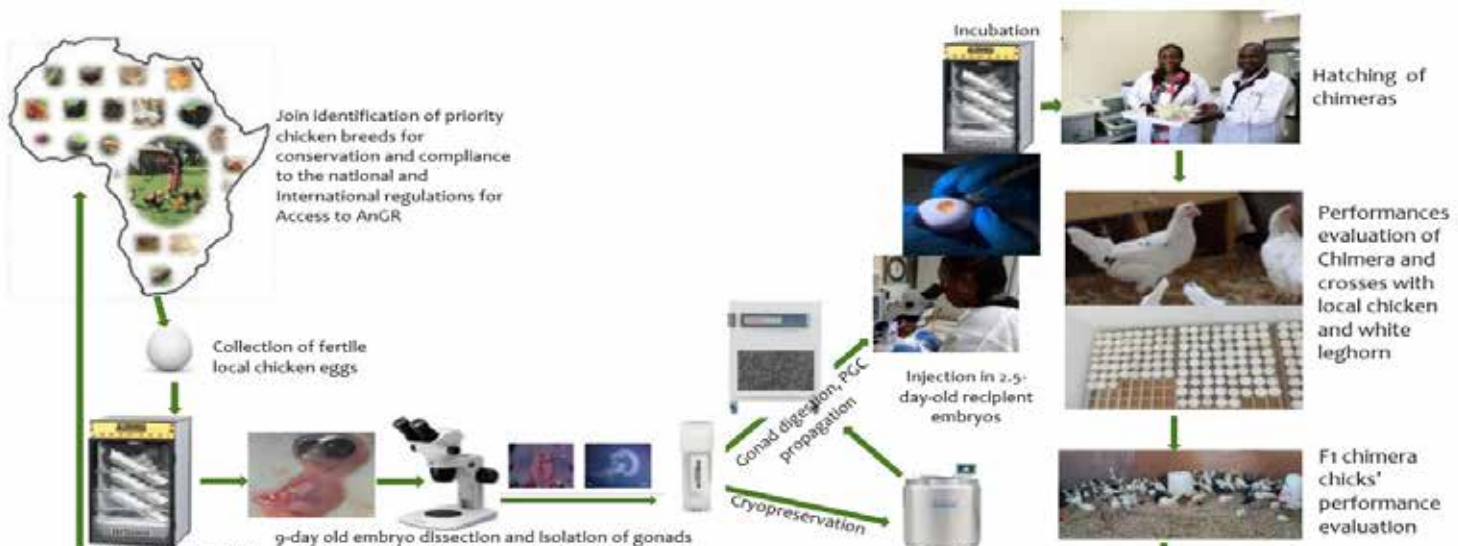 Join identification of priority
chicken breeds for
conservation and compliance
to the national and
International regulations for
Access to AnGR
Collection of fertile
local chicken eggs
9-day old embryo dissection and Isolation of gonads
Gonad digestion, PGC
propagation
Cryopreservation
Injection in 2.5-
day-old recipient
embryos
Incubation
Hatching of
chimeras
Performances
evaluation of
Chimera and
crosses with
local chicken
and white
leghorn
F1 chimera
chicks'
performance
evaluation